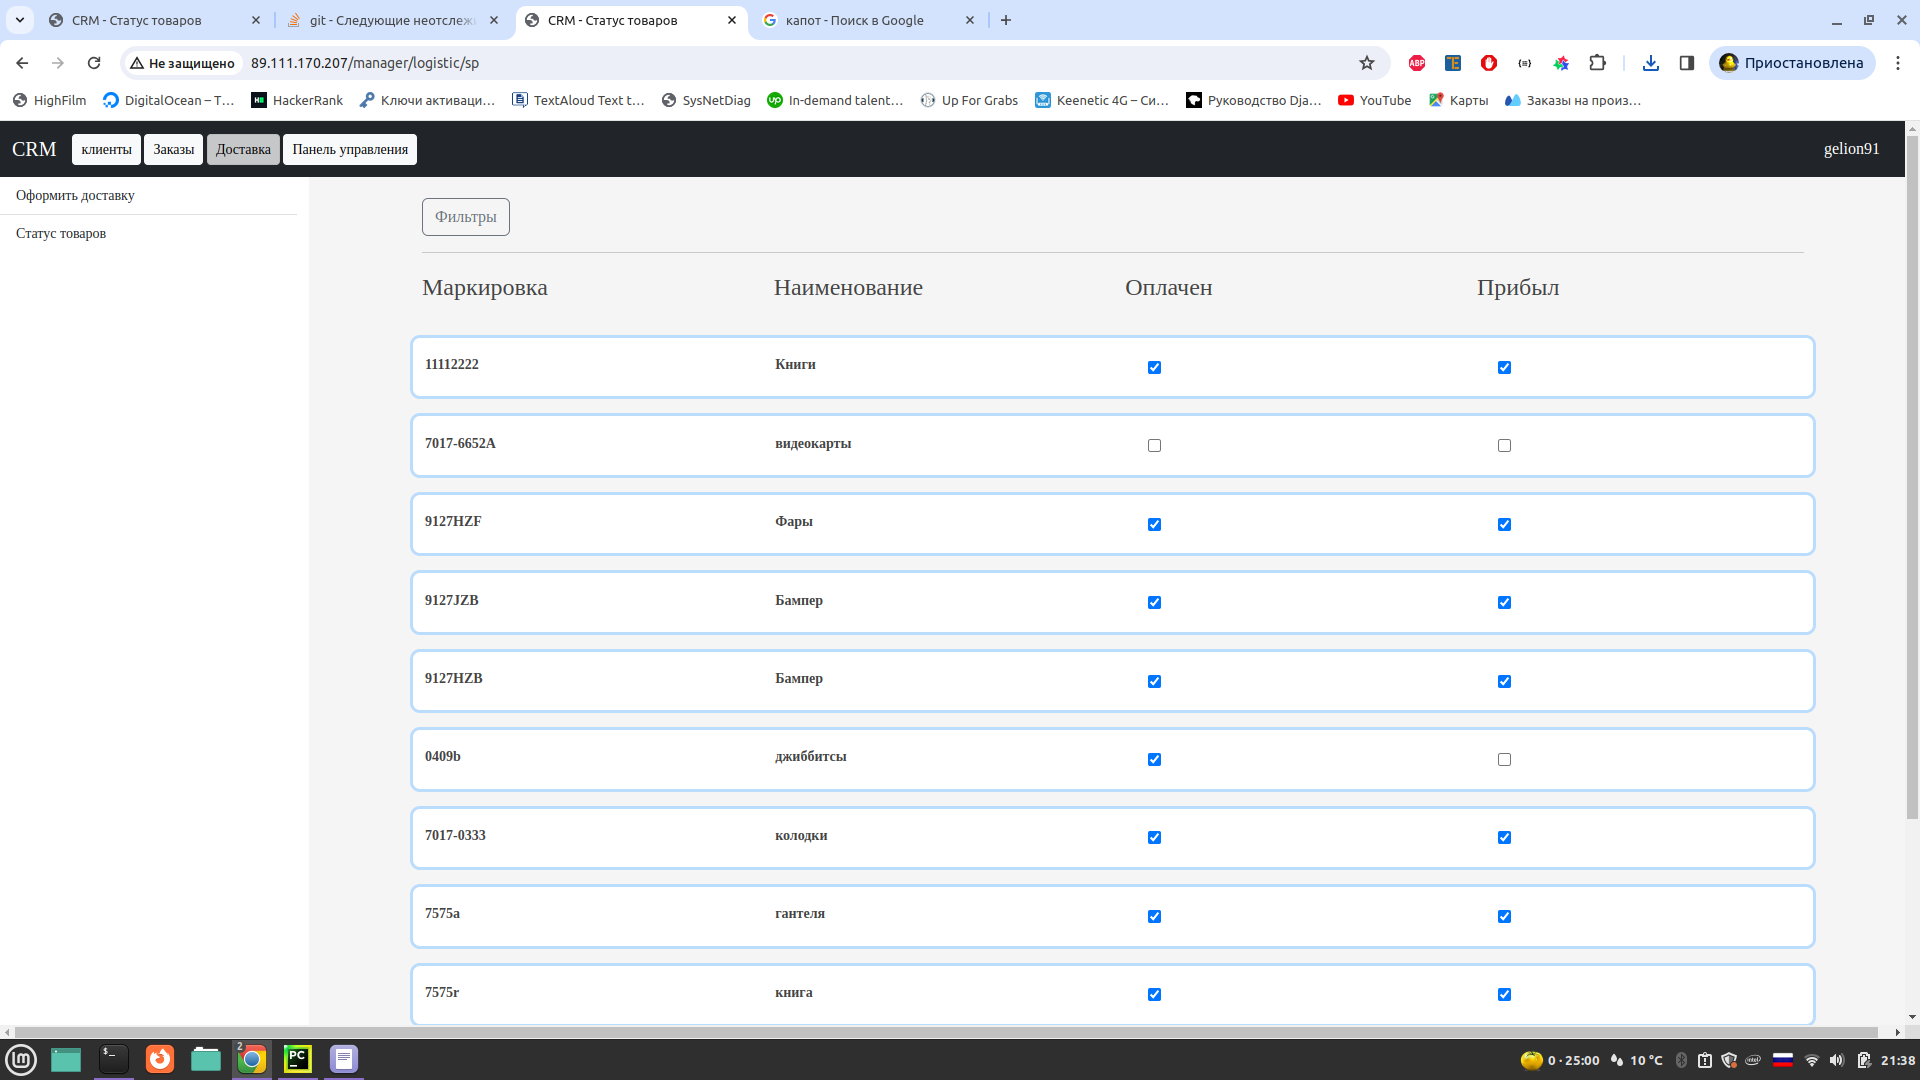 CRM - Статус товаров
git - Следующие неотслеж
CRM - Статус товаров
капот - Поиск в Google
Не защищено
89.111.170.207/manager/logistic/sp
ABP
Приостановлена
HighFilm
DigitalOcean – T…
HackerRank
Ключи активаци…
TextAloud Text t…
SysNetDiag
In-demand talent…
Up For Grabs
Keenetic 4G – Си…
Руководство Dja…
YouTube
Карты
Заказы на произ…
CRM
клиенты
Заказы
Доставка
Панель управления
gelion91
Оформить доставку
Статус товаров
Фильтры
Маркировка Наименование Оплачен Прибыл
11112222 Книги
7017-6652A видеокарты
9127HZF Фары
9127JZB Бампер
9127HZB Бампер
0409b джиббитсы
7017-0333 колодки
7575a гантеля
7575r книга
2
PC
0 · 25:00
10 °C
21:38